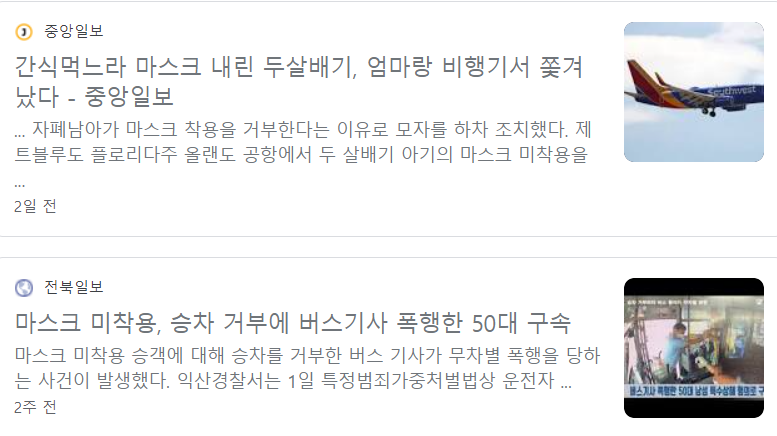 중앙일보
간식먹느라 마스크 내린 두살배기, 엄마랑 비행기서 쫓겨
났다 - 중앙일보
... 자폐남아가 마스크 착용을 거부한다는 이유로 모자를 하차 조치했다. 제
트블루도 플로리다주 올랜도 공항에서 두 살배기 아기의 마스크 미착용을
...
2일 전
Southwest
전북일보
마스크 미착용, 승차 거부에 버스기사 폭행한 50대 구속
마스크 미착용 승객에 대해 승차를 거부한 버스 기사가 무차별 폭행을 당하
는 사건이 발생했다. 익산경찰서는 1일 특정범죄가중처벌법상 운전자 ...
2주 전
버스기사 폭행한 50대 남성 특수상해 혐의로 구